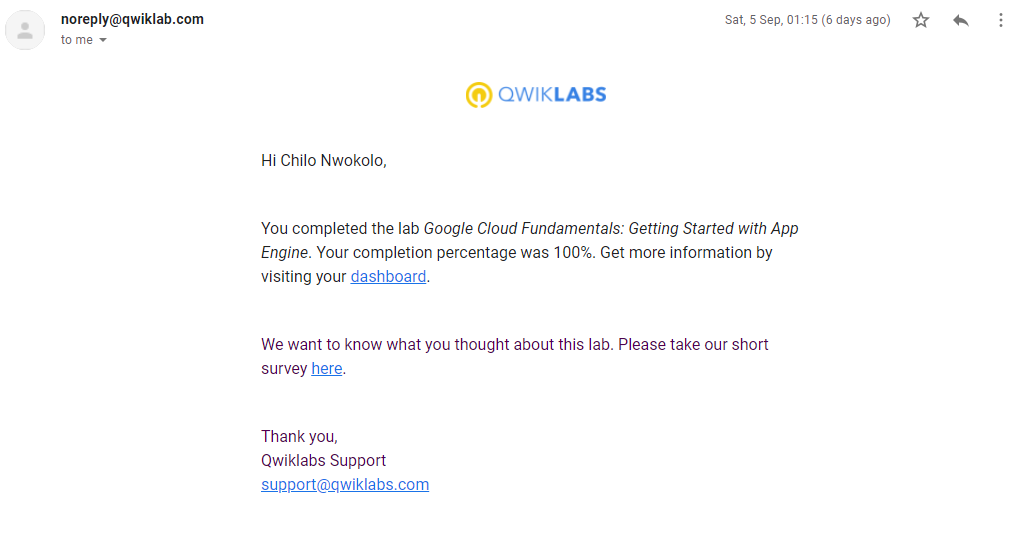 noreply@qwiklab.com
Sat, 5 Sep, 01:15 (6 days ago)
to me
QWIKLABS
Hi Chilo Nwokolo,
You completed the lab Google Cloud Fundamentals: Getting Started with App
Engine. Your completion percentage was 100%. Get more information by
visiting your dashboard.
We want to know what you thought about this lab. Please take our short
survey here.
Thank you,
Qwiklabs Support
support@qwiklabs.com